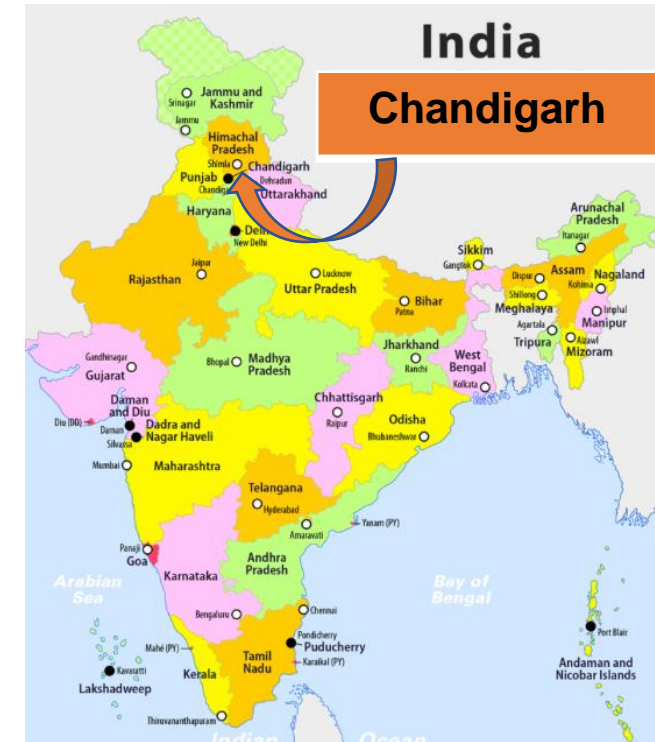 India
Chandigarh
Jammu and
Kashmir
Srinagar
Jammu
Himachal
Pradesh
Shimla
Chandigarh
Punjab
Dehradun
Uttarakhand
Haryana
New Delhi
Arunachal
Pradesh
Itanagar
Sikkim
Gangtok
Jaipur
Rajasthan
Lucknow
Uttar Pradesh
Dispur
Assam
Nagaland
Kohima
Shillong
Meghalaya
Imphal
Manipur
Bihar
Patna
Agartala
Tripura
Aizawl
Mizoram
Jharkhand
Ranchi
West
Bengal
Kolkata
Gandhinagar
Gujarat
Bhopal
Madhya
Pradesh
Chhattisgarh
Raipur
Daman
and Diu
Diu (DD)
Daman
Silvassa
Dadra and
Nagar Haveli
Odisha
Bhubaneshwar
Mumbai
Maharashtra
Telangana
Hyderabad
Amaravati
Yanam (PY)
Panaji
Goa
Karnataka
Andhra
Pradesh
Arabian
Sea
Bay of
Bengal
Bengaluru
Chennai
Pondicherry
Puducherry
Karaikal (PY)
Mahé (PY)
Tamil
Nadu
Kerala
Kavaratti
Lakshadweep
Port Blair
Andaman and
Nicobar Islands
Thiruvananthapuram
Indian Ocean